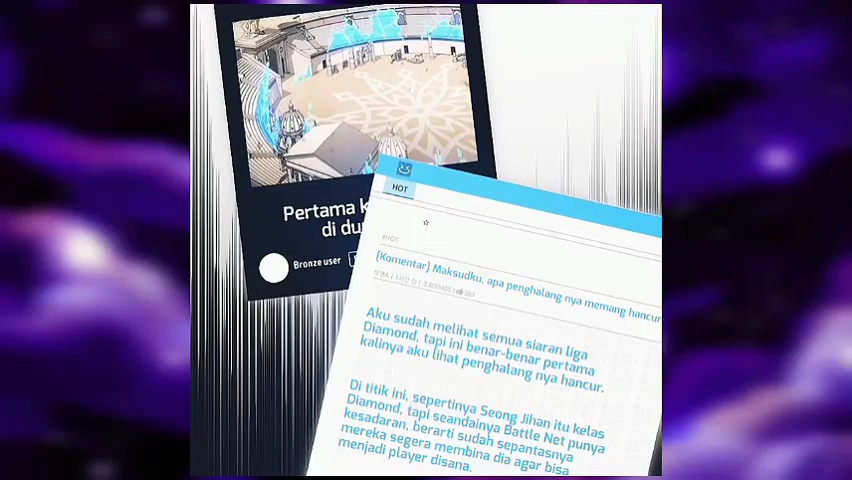 Pertama k
di du
Bronze user
HOT
#HOT
[Komentar] Maksudku, apa penghalang nya memang hancur
Aku sudah melihat semua siaran liga
Diamond, tapi ini benar-benar pertama
kalinya aku lihat penghalang nya hancur.
Di titik ini, sepertinya Seong Jihan itu kelas
Diamond, tapi seandainya Battle Net punya
kesadaran, berarti sudah sepantasnya
mereka segera membina dia agar bisa
menjadi player disana.